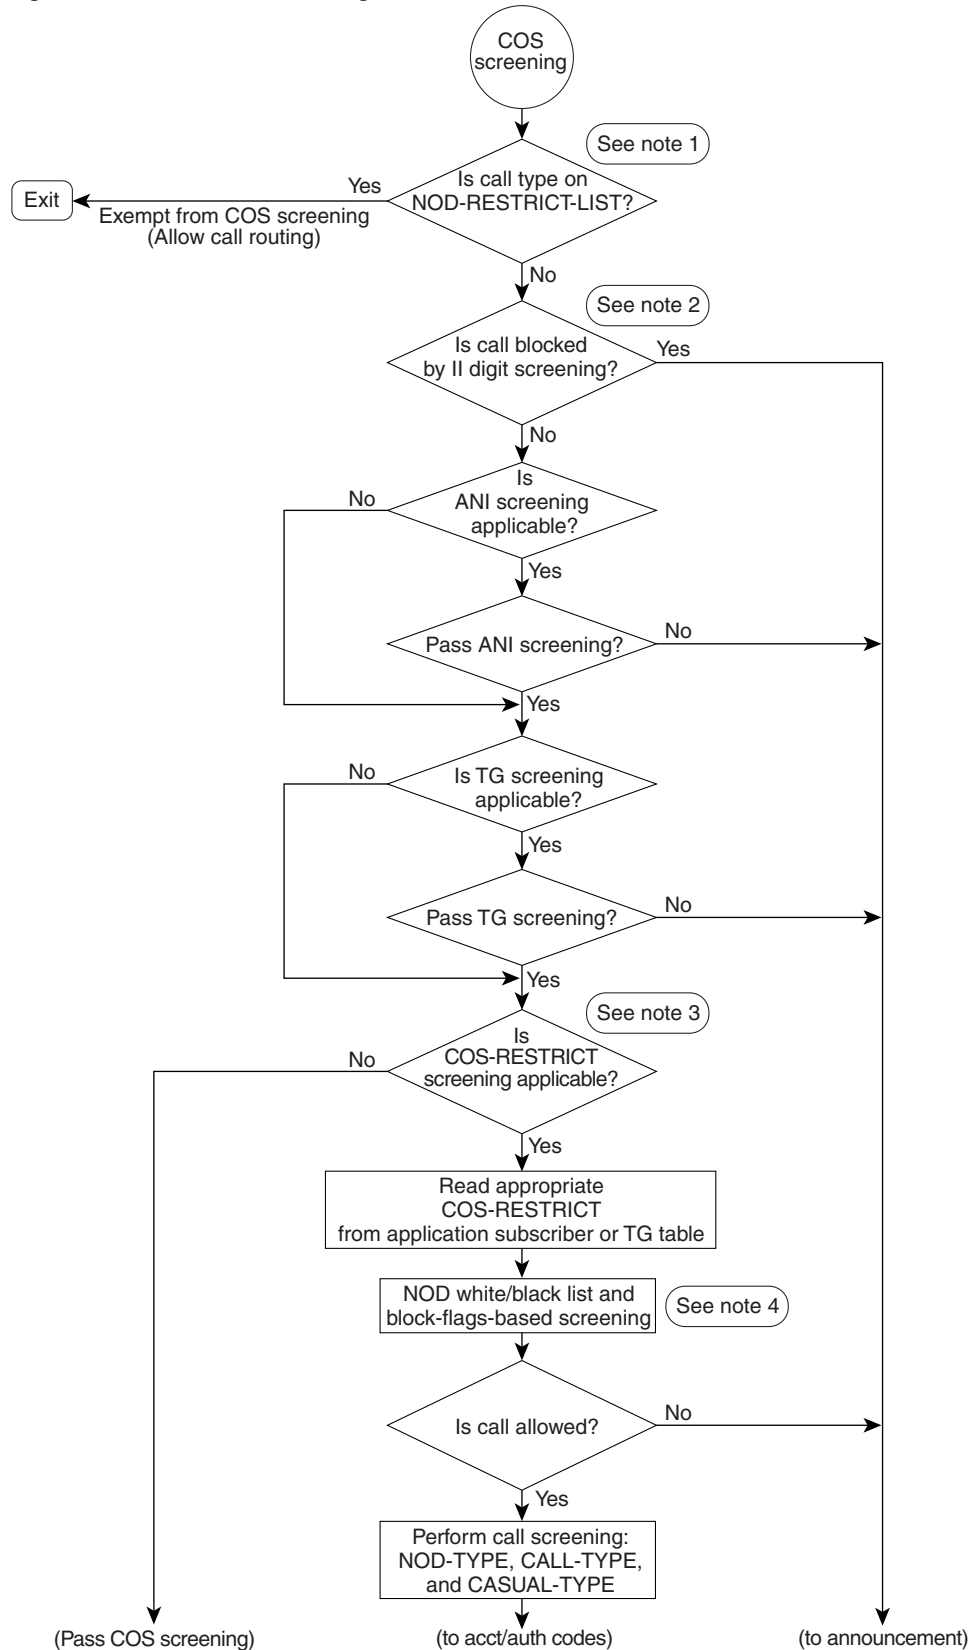 COS
screening
See note 1
Is call type on
NOD-RESTRICT-LIST?
Yes
Exit
Exempt from COS screening
(Allow call routing)
No
See note 2
Is call blocked
by II digit screening?
Yes
No
Is
ANI screening
applicable?
No
Yes
Pass ANI screening?
No
Yes
Is TG screening
applicable?
No
Yes
Pass TG screening?
No
Yes
See note 3
Is
COS-RESTRICT
screening applicable?
No
Yes
Read appropriate
COS-RESTRICT
from application subscriber or TG table
NOD white/black list and
block-flags-based screening
See note 4
Is call allowed?
No
Yes
Perform call screening:
NOD-TYPE, CALL-TYPE,
and CASUAL-TYPE
(Pass COS screening)
(to acct/auth codes)
(to announcement)